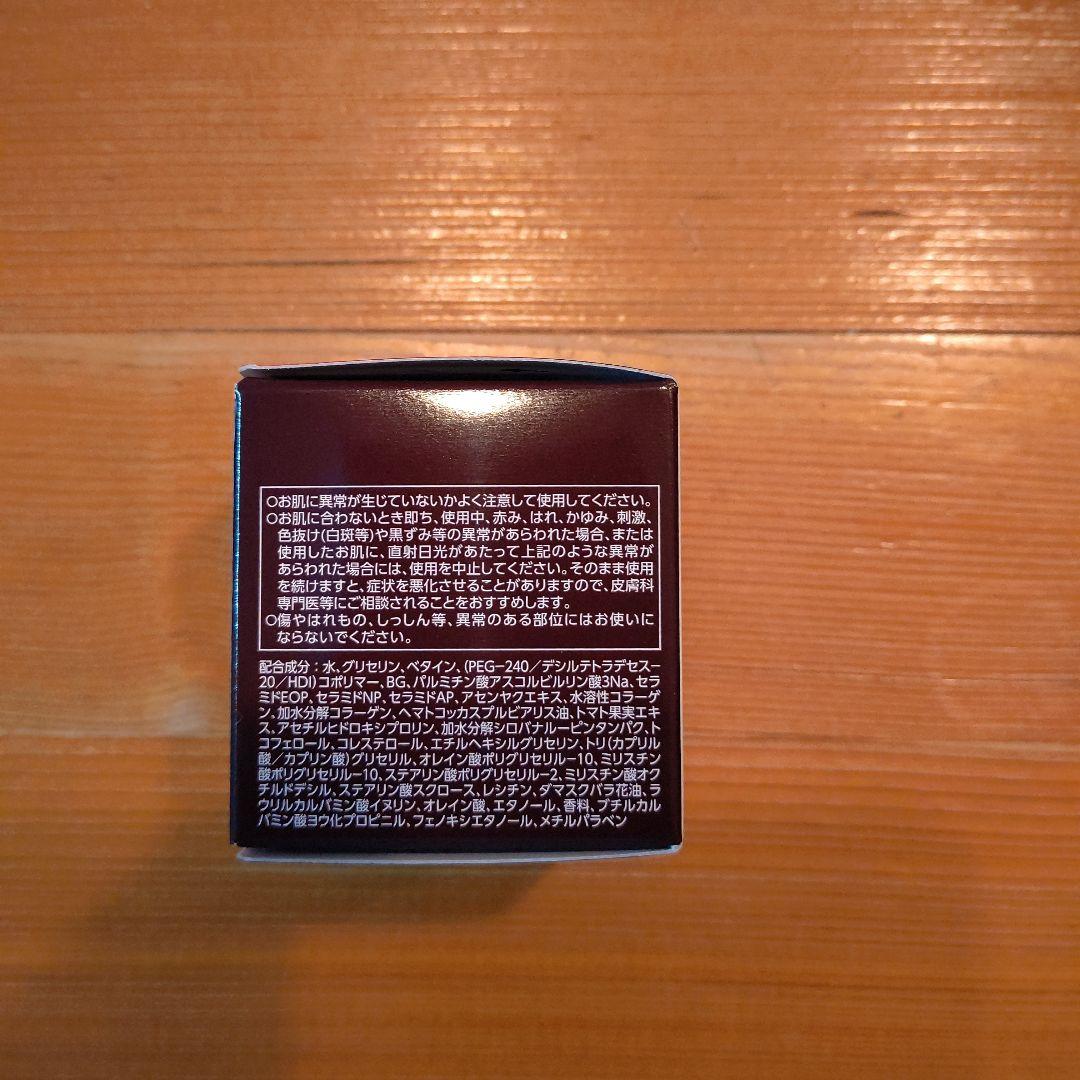 ○お肌に異常が生じていないかよく注意して使用してください。
○お肌に合わないとき即ち、使用中、赤み、はれ、かゆみ、刺激、
色抜け(白斑等)や黒ずみ等の異常があらわれた場合、または
使用したお肌に、直射日光があたって上記のような異常が
あらわれた場合には、使用を中止してください。そのまま使用
を続けますと、症状を悪化させることがありますので、皮膚科
専門医等にご相談されることをおすすめします。
○傷やはれもの、しっしん等、異常のある部位にはお使いに
ならないでください。
配合成分：水、グリセリン、ベタイン、(PEG-240／デシルテトラデセス-
20／HDI)コポリマー、BG、パルミチン酸アスコルビルリン酸3Na、セラ
ミドEOP、セラミドNP、セラミドAP、アセンヤクエキス、水溶性コラーゲ
ン、加水分解コラーゲン、ヘマトコッカスプルビアリス油、トマト果実エキ
ス、アセチルヒドロキシプロリン、加水分解シロバナルーピンタンパク、ト
コフェロール、コレステロール、エチルヘキシルグリセリン、トリ(カプリル
酸／カプリン酸)グリセリル、オレイン酸ポリグリセリル-10、ミリスチン
酸ポリグリセリル-10、ステアリン酸ポリグリセリル-2、ミリスチン酸オク
チルドデシル、ステアリン酸スクロース、レシチン、ダマスクバラ花油、ラ
ウリルカルバミン酸イヌリン、オレイン酸、エタノール、香料、ブチルカル
バミン酸ヨウ化プロピニル、フェノキシエタノール、メチルパラベン